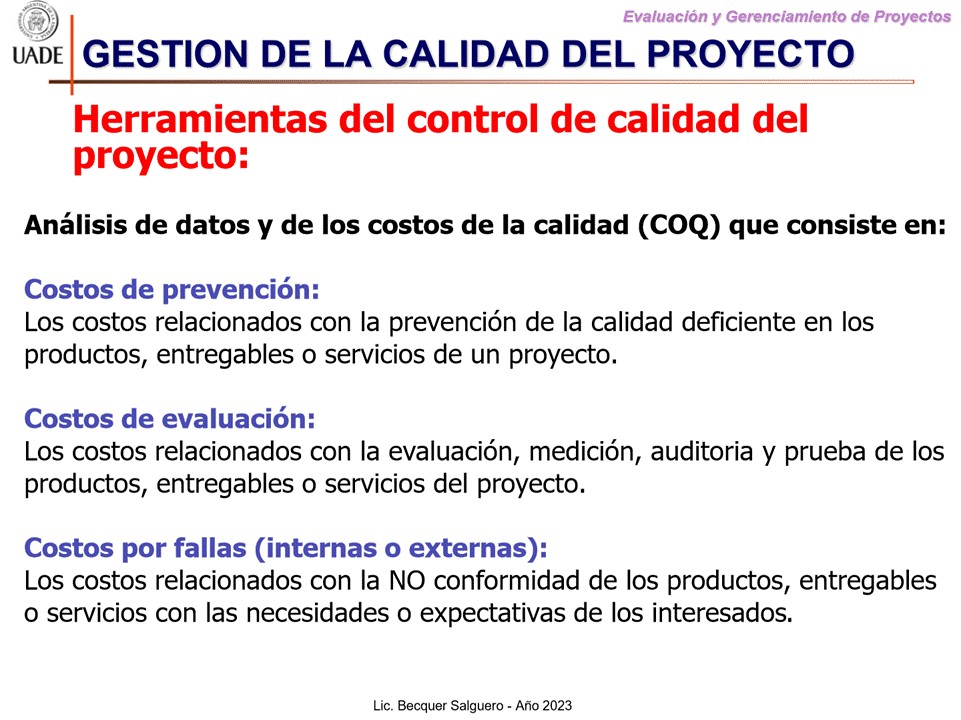 Evaluación y Gerenciamiento de Proyectos
UADE
GESTION DE LA CALIDAD DEL PROYECTO
Herramientas del control de calidad del
proyecto:
Análisis de datos y de los costos de la calidad (COQ) que consiste en:
Costos de prevención:
Los costos relacionados con la prevención de la calidad deficiente en los
productos, entregables o servicios de un proyecto.
Costos de evaluación:
Los costos relacionados con la evaluación, medición, auditoria y prueba de los
productos, entregables o servicios del proyecto.
Costos por fallas (internas o externas):
Los costos relacionados con la NO conformidad de los productos, entregables
o servicios con las necesidades o expectativas de los interesados.
Lic. Becquer Salguero - Año 2023